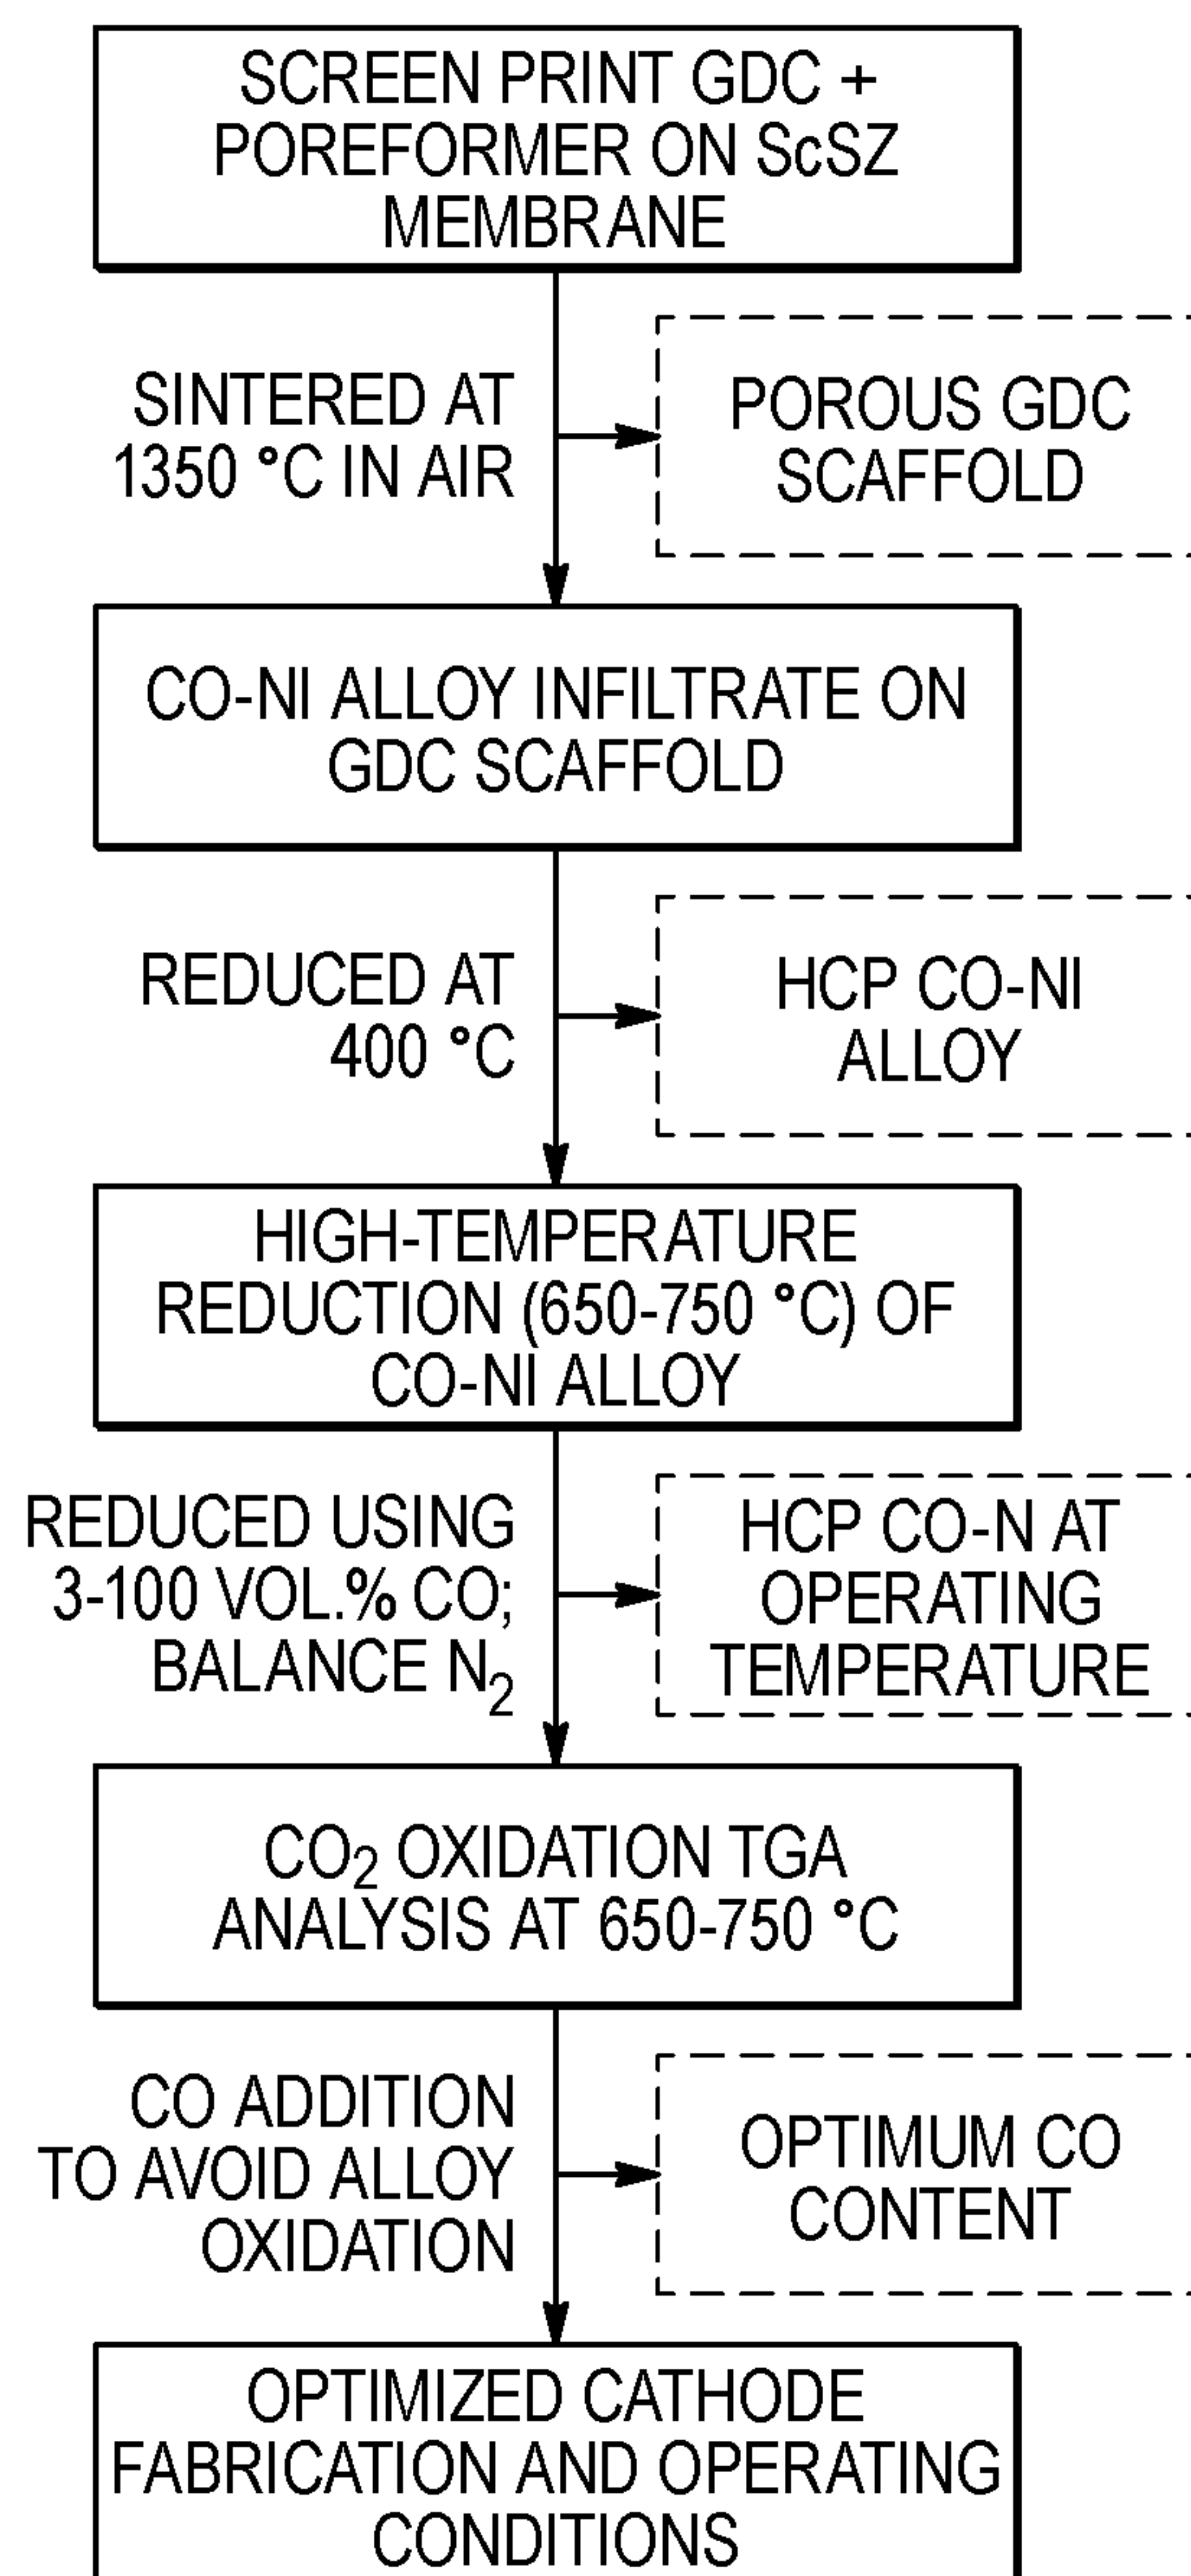 SCREEN PRINT GDC +
POREFORMER ON ScSZ
MEMBRANE
SINTERED AT
1350 °C IN AIR
POROUS GDC
SCAFFOLD
CO-NI ALLOY INFILTRATE ON
GDC SCAFFOLD
REDUCED AT
400 °C
HCP CO-NI
ALLOY
HIGH-TEMPERATURE
REDUCTION (650-750 °C) OF
CO-NI ALLOY
REDUCED USING
3-100 VOL.% CO;
BALANCE N₂
HCP CO-N AT
OPERATING
TEMPERATURE
CO₂ OXIDATION TGA
ANALYSIS AT 650-750 °C
CO ADDITION
TO AVOID ALLOY
OXIDATION
OPTIMUM CO
CONTENT
OPTIMIZED CATHODE
FABRICATION AND OPERATING
CONDITIONS